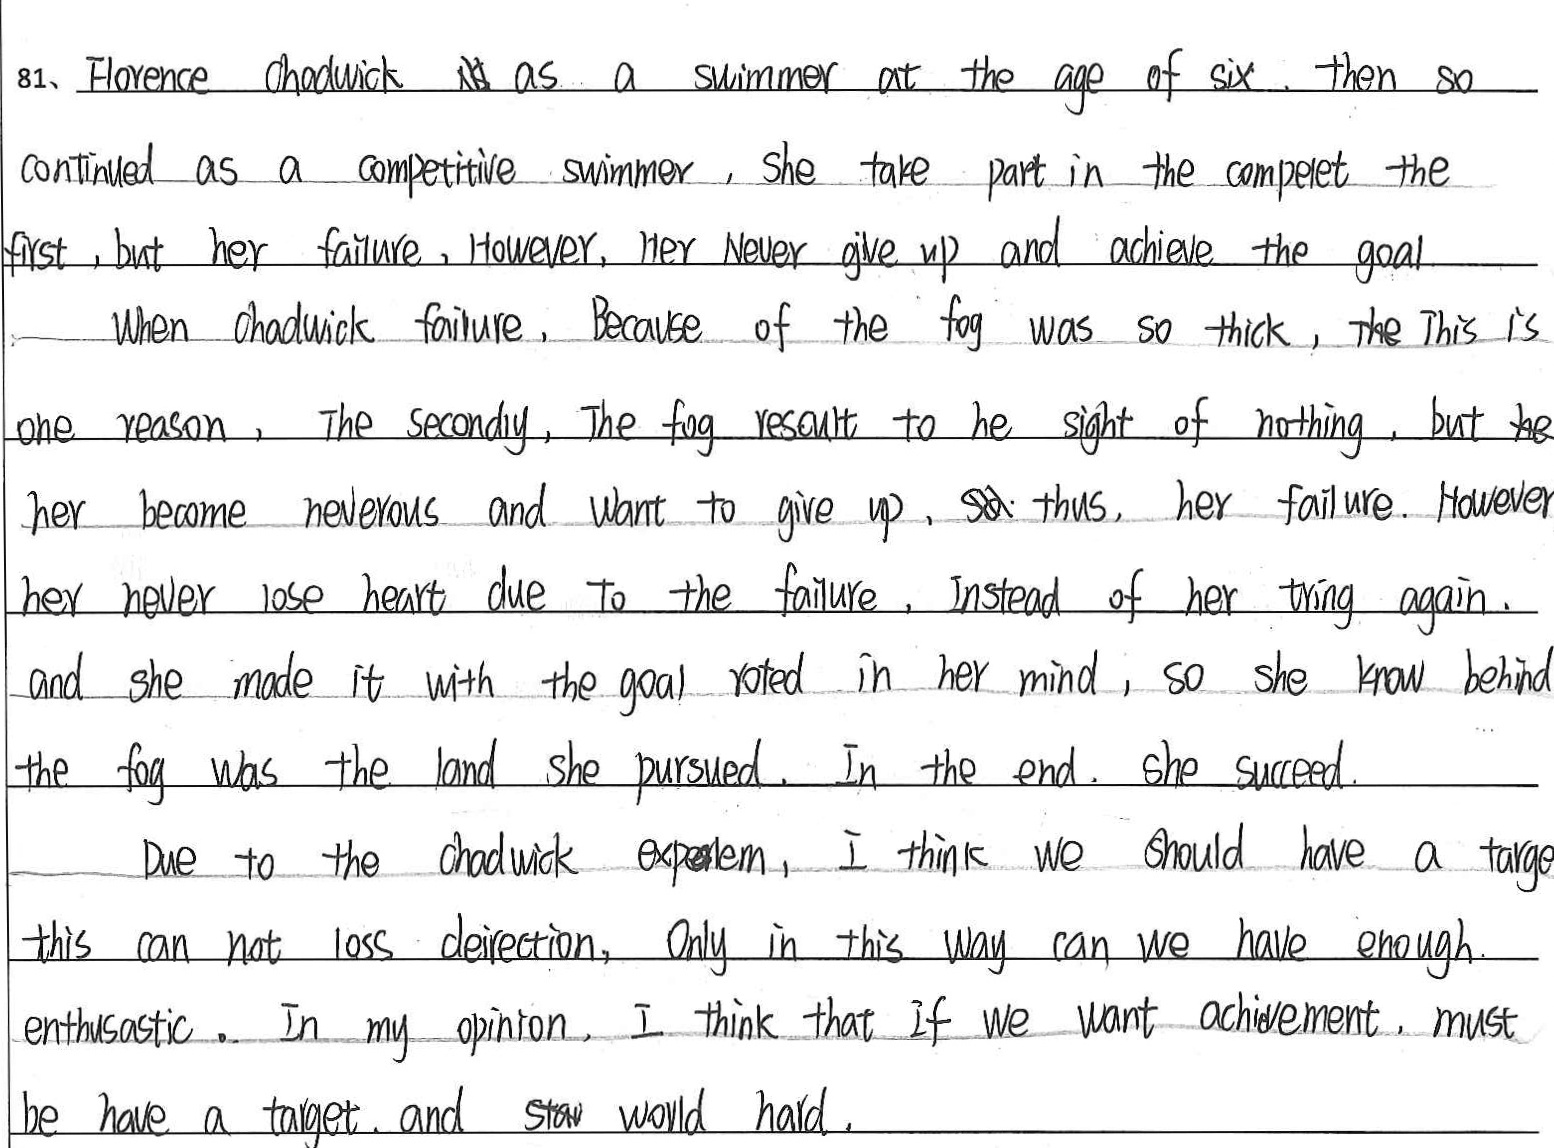 81、Florence Chadwick as a swimmer at the age of six. Then so
continued as a competitive swimmer, she take part in the compelet the
first, but her failure, However, Her Never give up and achieve the goal
When Chadwick failure, Because of the fog was so thick, The This is
one reason, The secondly, The fog resault to he sight of nothing, but he
her become neverous and want to give up, so thus, her failure. However
her never lose heart due to the failure, Instead of her tring again.
and she made it with the goal roted in her mind, so she know behind
the fog was the land she pursued. In the end. she succeed.
Due to the chadwick, I think we should have a targe
this can not loss deirection, Only in this way can we have enough
enthusastic. In my opinion, I think that If we want achievement, must
be have a target. and would hard.